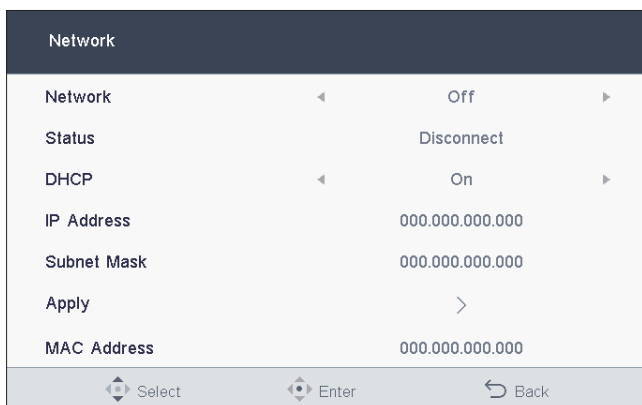 Network
Network Off
Status Disconnect
DHCP On
IP Address 000.000.000.000
Subnet Mask 000.000.000.000
Apply
MAC Address 000.000.000.000
Select Enter Back